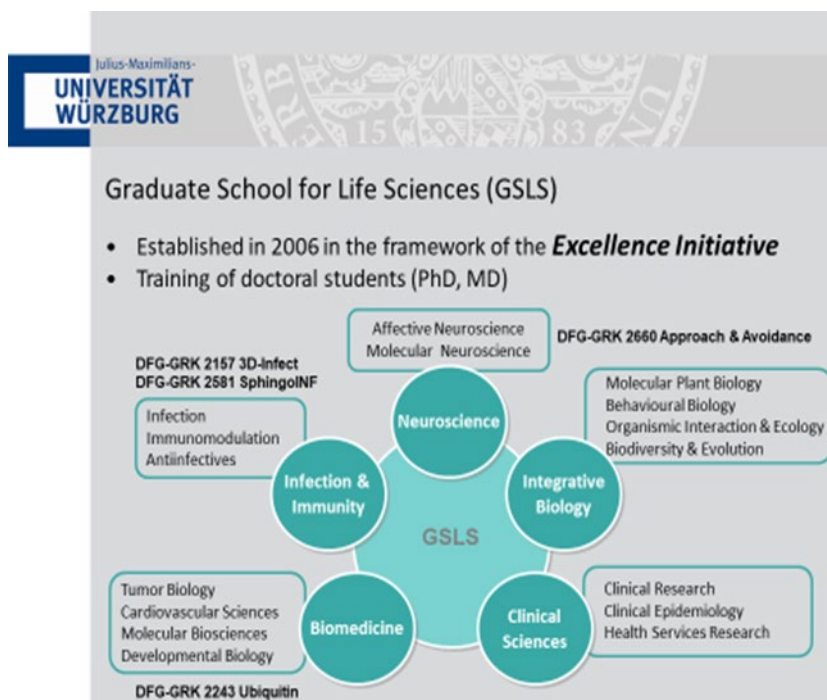 Julius-Maximilians-
UNIVERSITÄT
WÜRZBURG
15 83
Graduate School for Life Sciences (GSLS)
• Established in 2006 in the framework of the Excellence Initiative
• Training of doctoral students (PhD, MD)
Affective Neuroscience
Molecular Neuroscience
DFG-GRK 2660 Approach & Avoidance
DFG-GRK 2157 3D-Infect
DFG-GRK 2581 SphingoINF
Infection
Immunomodulation
Antiinfectives
Neuroscience
Molecular Plant Biology
Behavioural Biology
Organismic Interaction & Ecology
Biodiversity & Evolution
Infection &
Immunity
Integrative
Biology
GSLS
Tumor Biology
Cardiovascular Sciences
Molecular Biosciences
Developmental Biology
Biomedicine
Clinical
Sciences
Clinical Research
Clinical Epidemiology
Health Services Research
DFG-GRK 2243 Ubiquitin